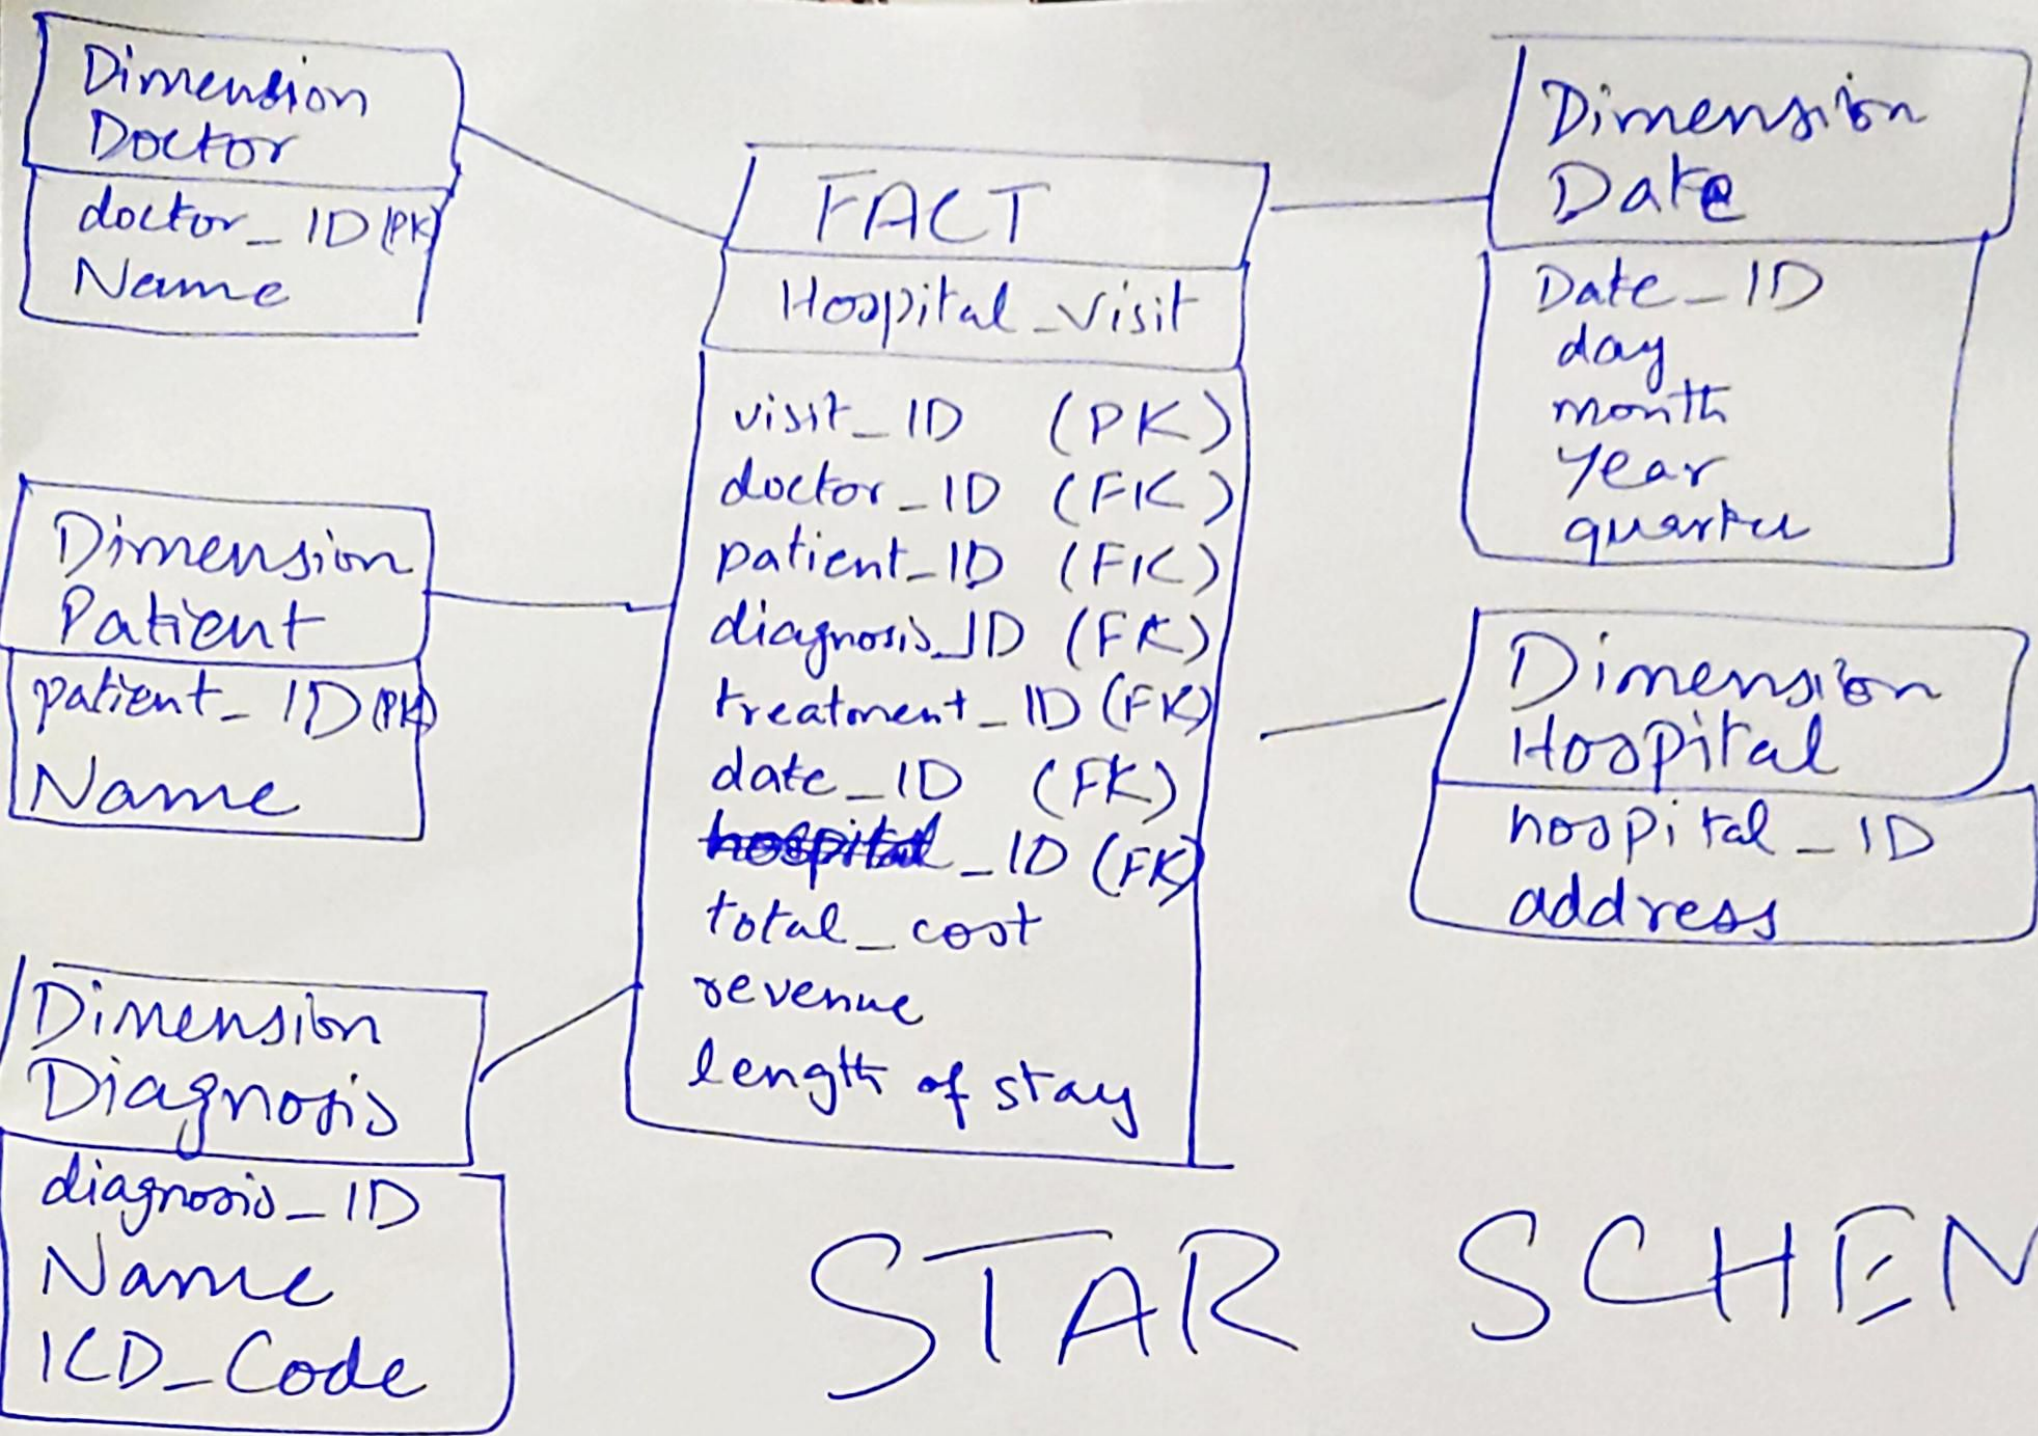 Dimension
Doctor
doctor_ID (PK)
Name
Dimension
Patient
patient_ID (PK)
Name
Dimension
Diagnosis
diagnosis_ID
Name
ICD_Code
FACT
Hospital_visit
visit_ID (PK)
doctor_ID (FK)
patient_ID (FK)
diagnosis_ID (FK)
treatment_ID (FK)
date_ID (FK)
hospital_ID (FK)
total_cost
revenue
length of stay
Dimension
Date
Date_ID
day
month
year
quarter
Dimension
Hospital
hospital_ID
address
STAR SCHEM